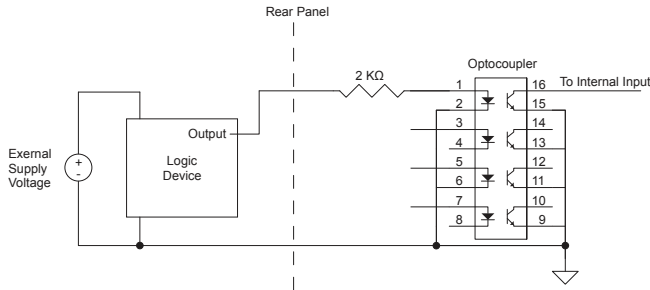 Rear Panel
Optocoupler
2 KΩ
1
16
To Internal Input
2
15
Output
3
14
4
13
Logic
Device
Exernal
Supply
Voltage
+
-
5
12
6
11
7
10
8
9